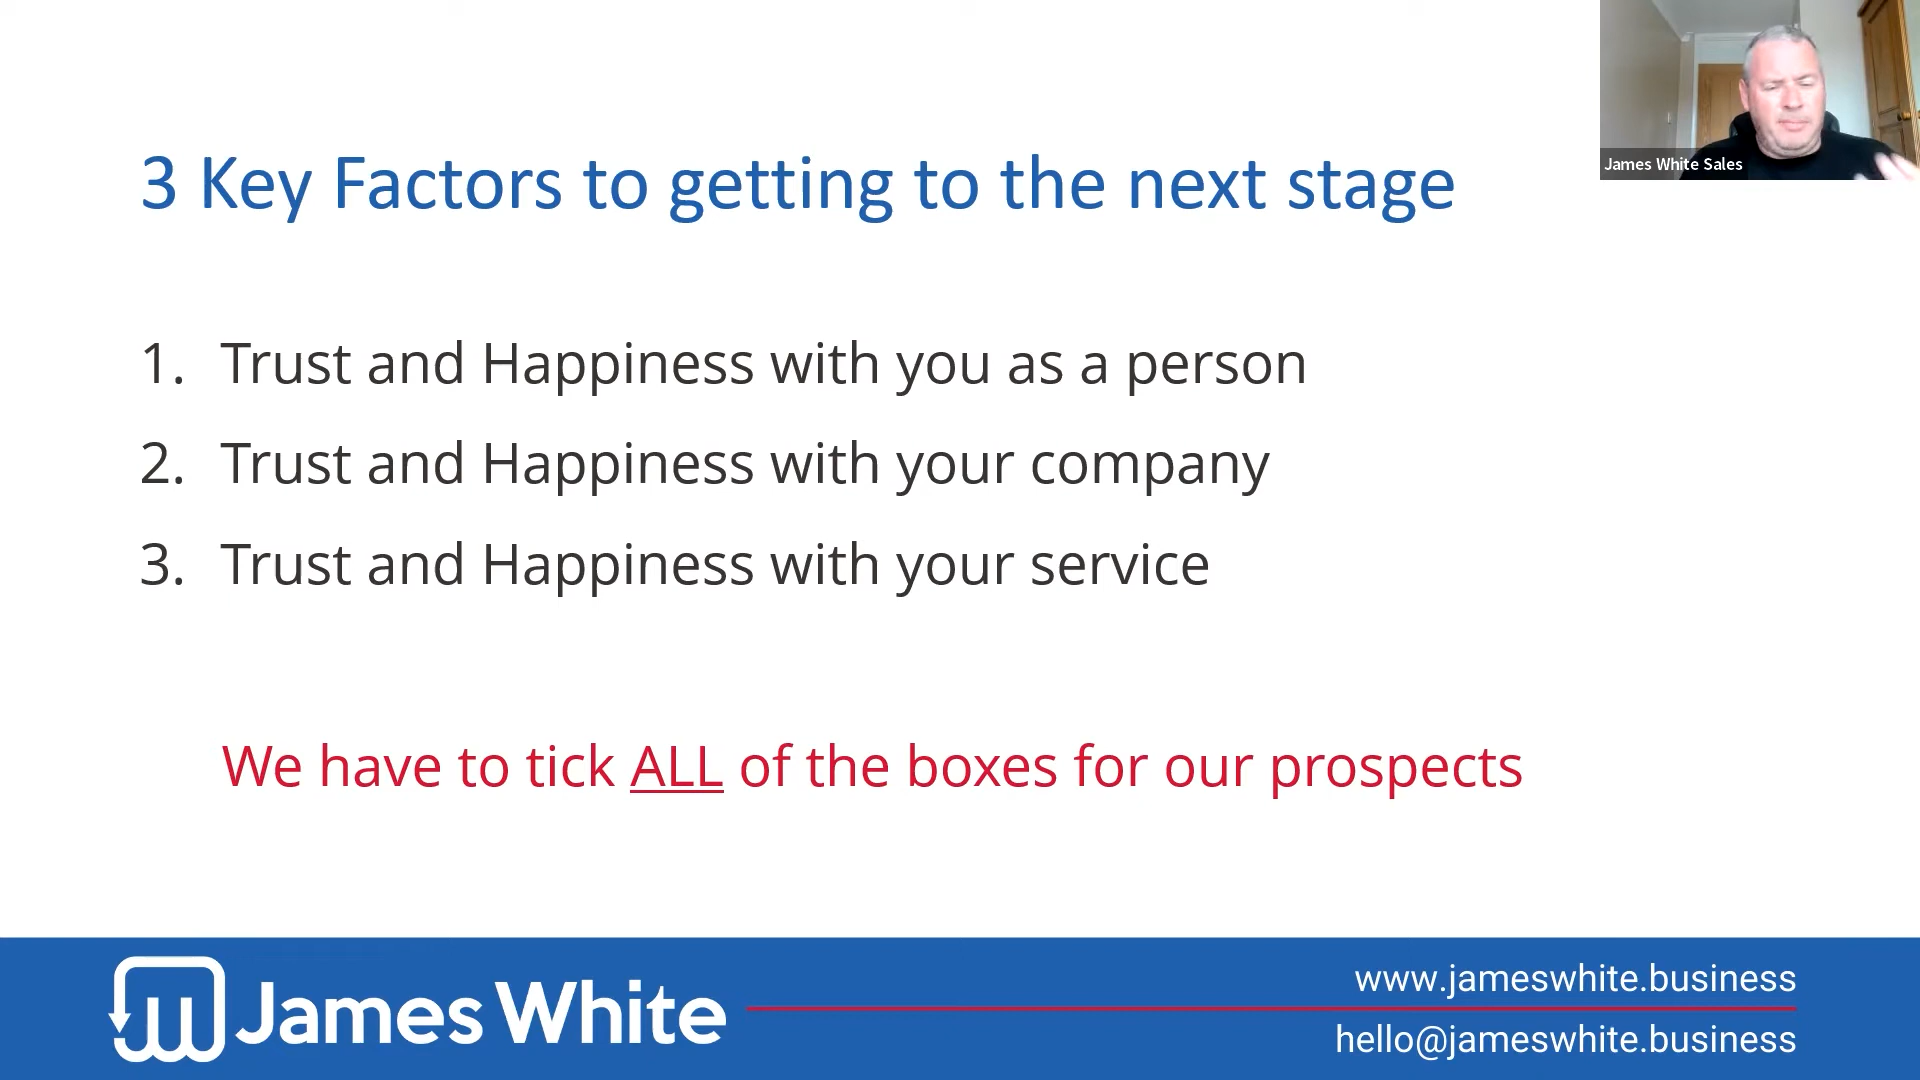 3 Key Factors to getting to the next stage
James White Sales
1. Trust and Happiness with you as a person
2. Trust and Happiness with your company
3. Trust and Happiness with your service
We have to tick ALL of the boxes for our prospects
James White
www.jameswhite.business
hello@jameswhite.business